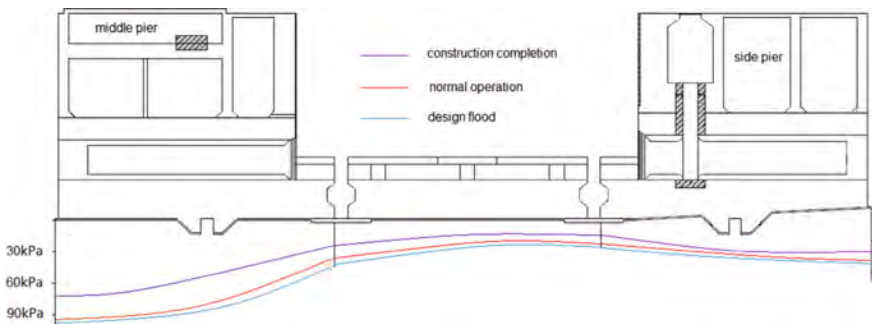 middle pier
construction completion
side pier
normal operation
design flood
30kPa
60kPa
90kPa